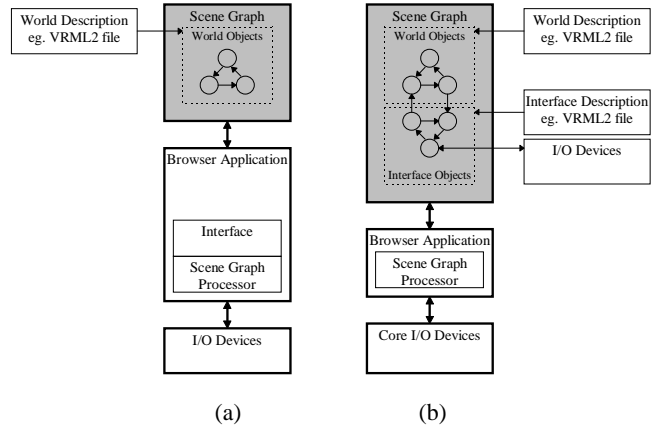 World Description
eg. VRML2 file
Scene Graph
World Objects
Browser Application
Interface
Scene Graph
Processor
I/O Devices
(a)
Scene Graph
World Objects
Interface Objects
World Description
eg. VRML2 file
Interface Description
eg. VRML2 file
I/O Devices
Browser Application
Scene Graph
Processor
Core I/O Devices
(b)